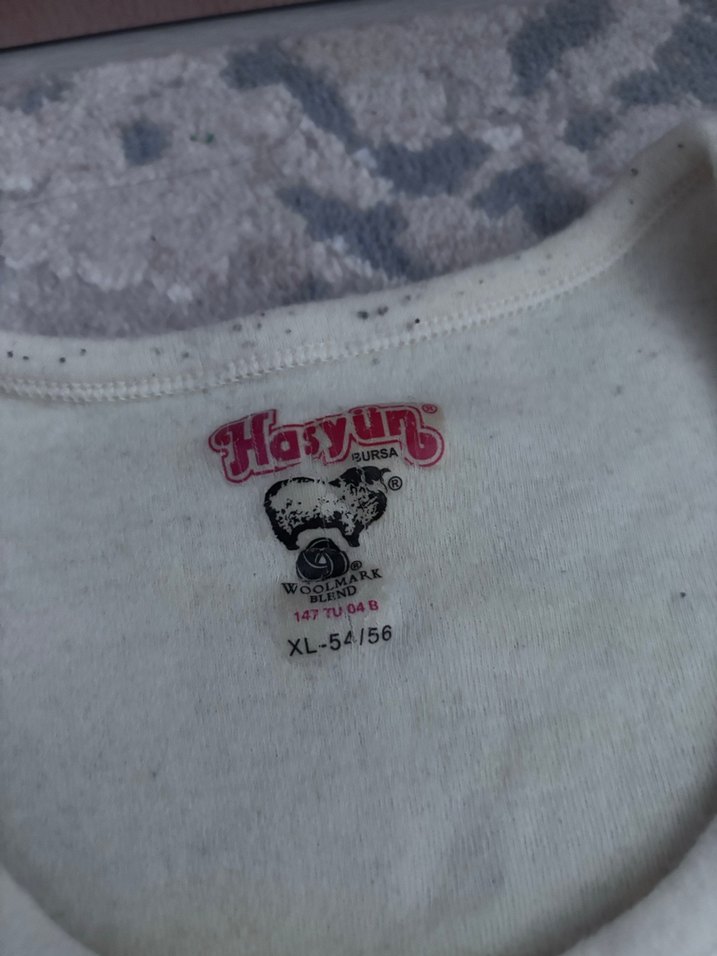 Hasyün®
BURSA
®
®
WOOLMARK
BLEND
147 TU 04 B
XL-54/56